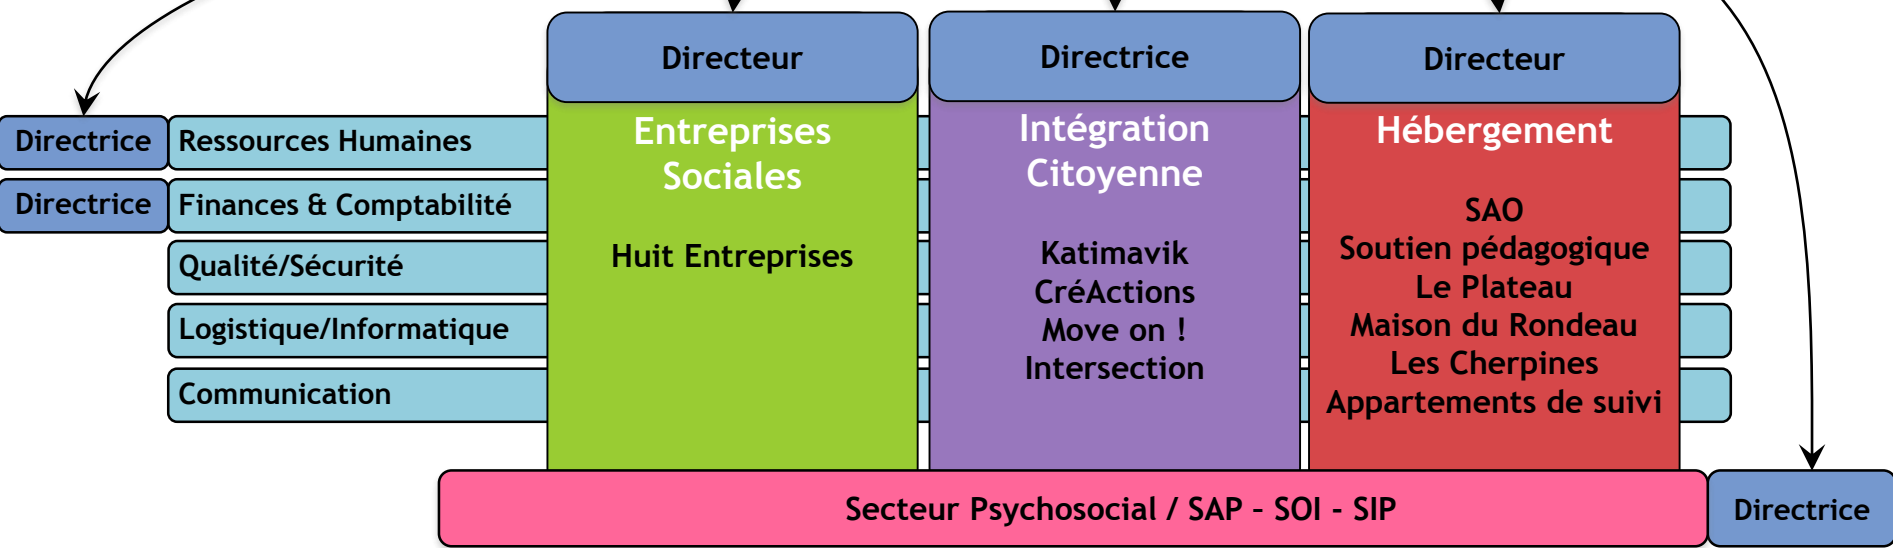 Directeur
Directrice
Directeur
Directrice
Ressources Humaines
Directrice
Finances & Comptabilité
Qualité/Sécurité
Logistique/Informatique
Communication
Entreprises
Sociales
Huit Entreprises
Intégration
Citoyenne
Katimavik
CréActions
Move on !
Intersection
Hébergement
SAO
Soutien pédagogique
Le Plateau
Maison du Rondeau
Les Cherpines
Appartements de suivi
Secteur Psychosocial / SAP – SOI - SIP
Directrice